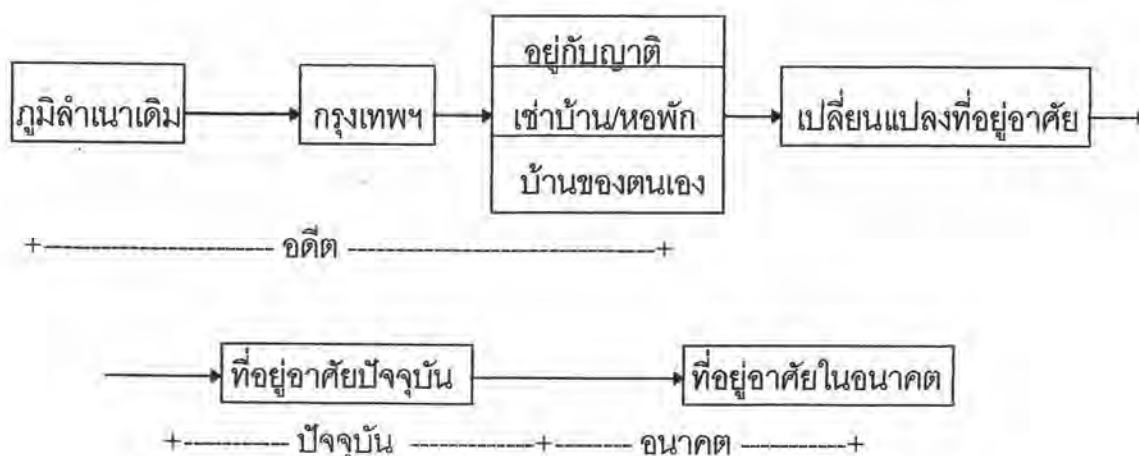 อยู่กับญาติ
ภูมิลำเนาเดิม กรุงเทพฯ เช่าบ้าน/หอพัก เปลี่ยนแปลงที่อยู่อาศัย
บ้านของตนเอง
อดีต
ที่อยู่อาศัยปัจจุบัน ที่อยู่อาศัยในอนาคต
ปัจจุบัน อนาคต